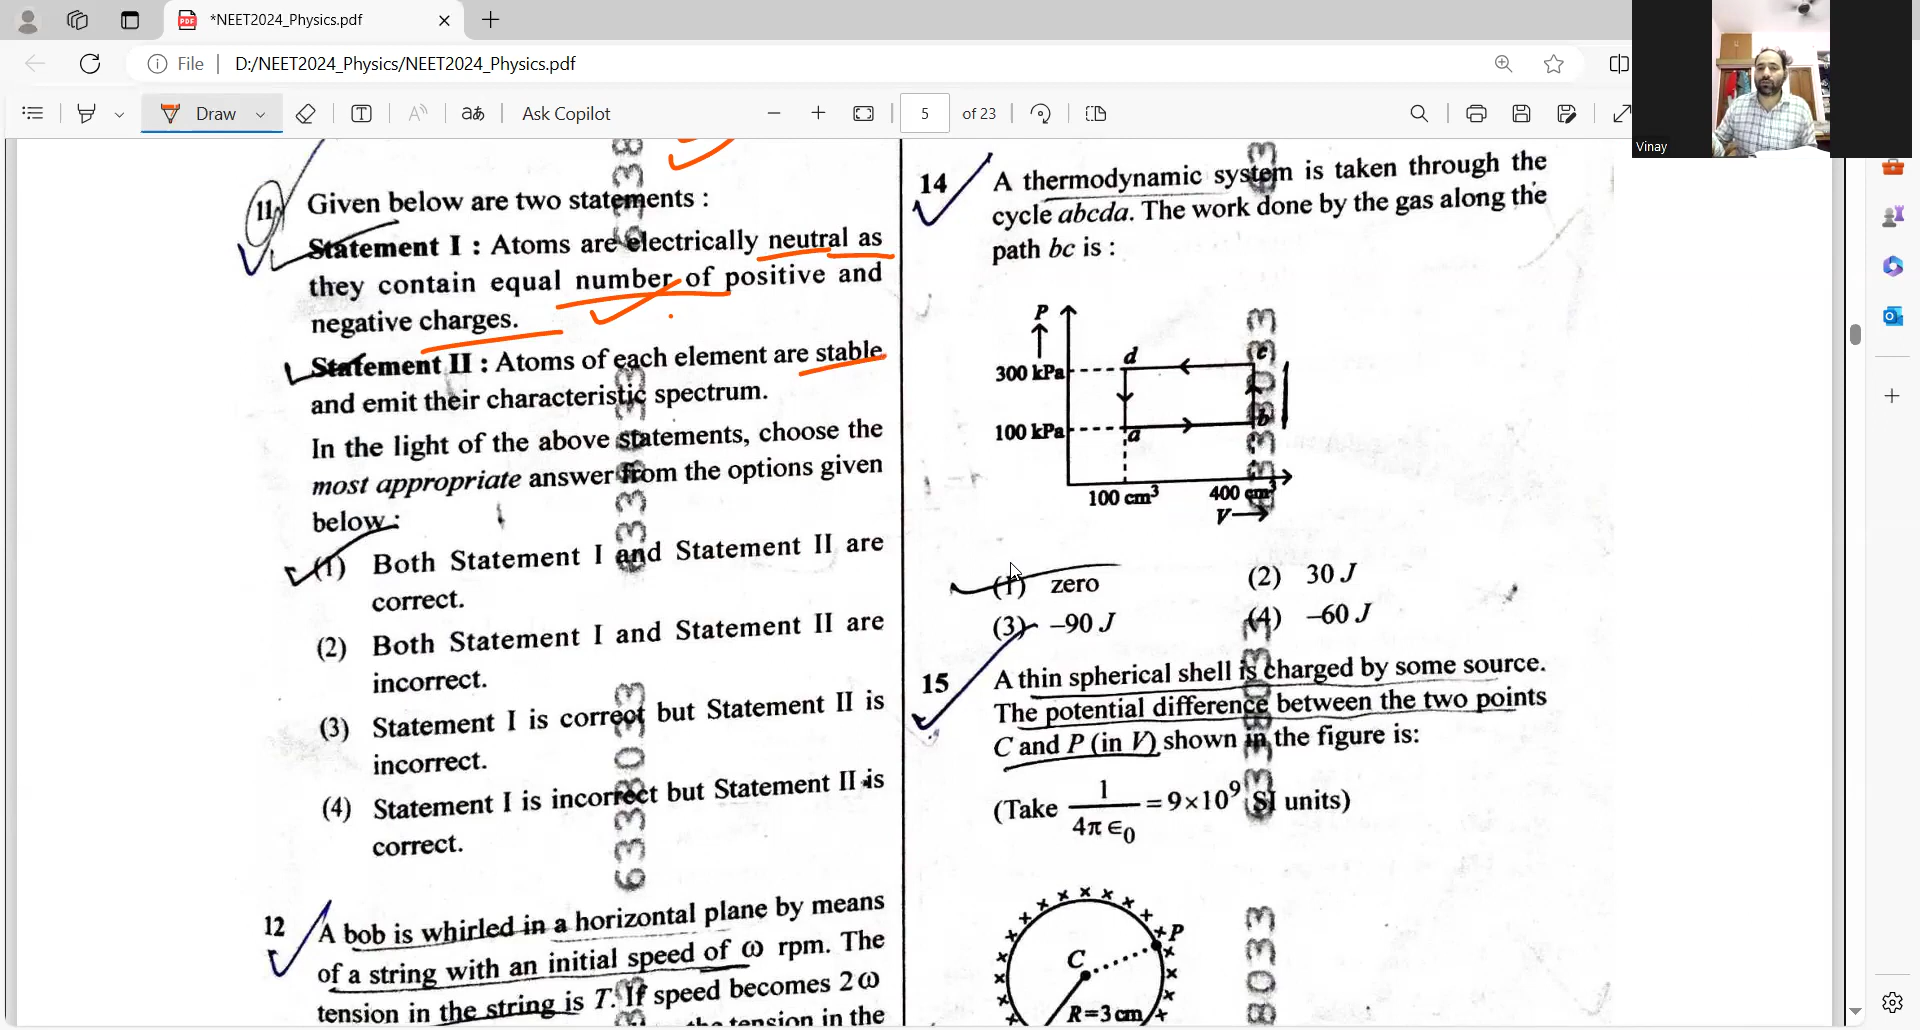 *NEET2024_Physics.pdf
File
D:/NEET2024_Physics/NEET2024_Physics.pdf
Draw
aあ
Ask Copilot
5
of 23
Vinay
11
Given below are two statements :
Statement I : Atoms are electrically neutral as
they contain equal number of positive and
negative charges.
Statement II : Atoms of each element are stable
and emit their characteristic spectrum.
In the light of the above statements, choose the
most appropriate answer from the options given
below :
(1) Both Statement I and Statement II are
correct.
(2) Both Statement I and Statement II are
incorrect.
(3) Statement I is correct but Statement II is
incorrect.
(4) Statement I is incorrect but Statement II is
correct.
12
A bob is whirled in a horizontal plane by means
of a string with an initial speed of ω rpm. The
tension in the string is T. If speed becomes 2ω
the tension in the
14
A thermodynamic system is taken through the
cycle abcda. The work done by the gas along the
path bc is :
P
d
c
300 kPa
100 kPa
a
b
100 cm³
400 cm³
V
(1) zero
(2) 30 J
(3) –90 J
(4) –60 J
15
A thin spherical shell is charged by some source.
The potential difference between the two points
C and P (in V) shown in the figure is:
(Take 1/4π ∈₀ = 9×10⁹ SI units)
P
C
R=3 cm